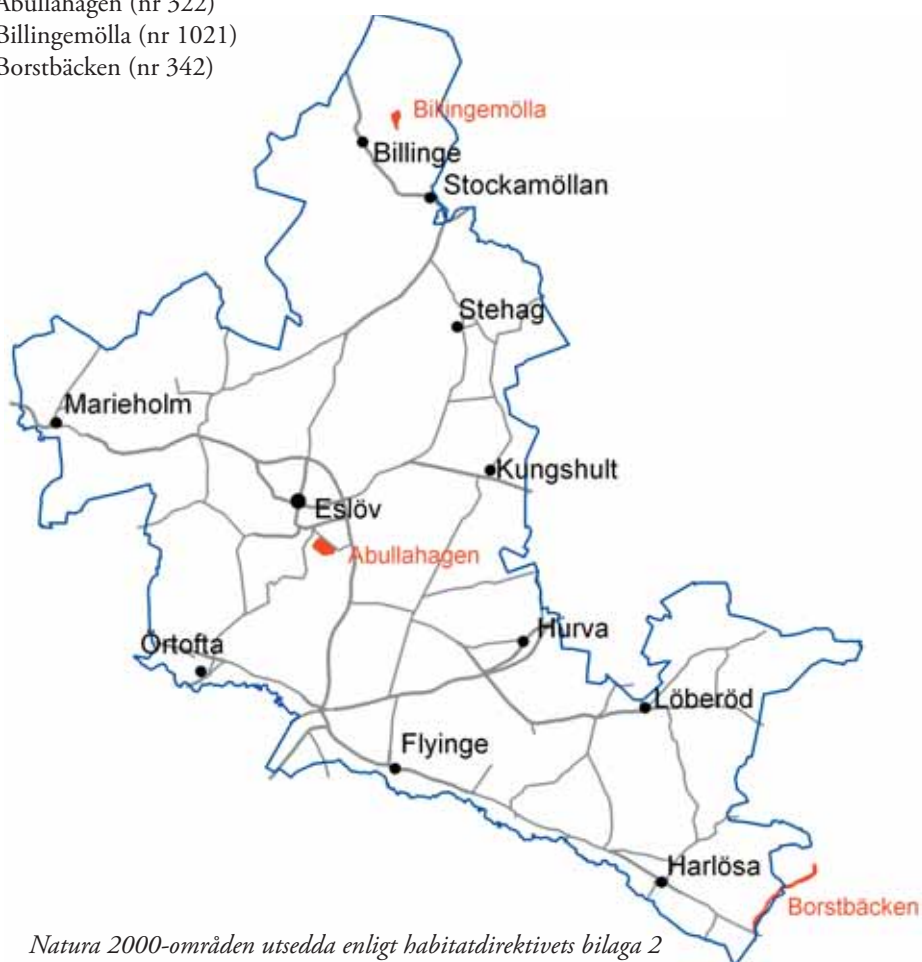 Abullahagen (nr 322)
Billingemölla (nr 1021)
Borstbäcken (nr 342)
Billingemölla
Billinge
Stockamöllan
Stehag
Marieholm
Kungshult
Eslöv
Abullahagen
Hurva
Örtofta
Löberöd
Flyinge
Harlösa
Borstbäcken
Natura 2000-områden utsedda enligt habitatdirektivets bilaga 2